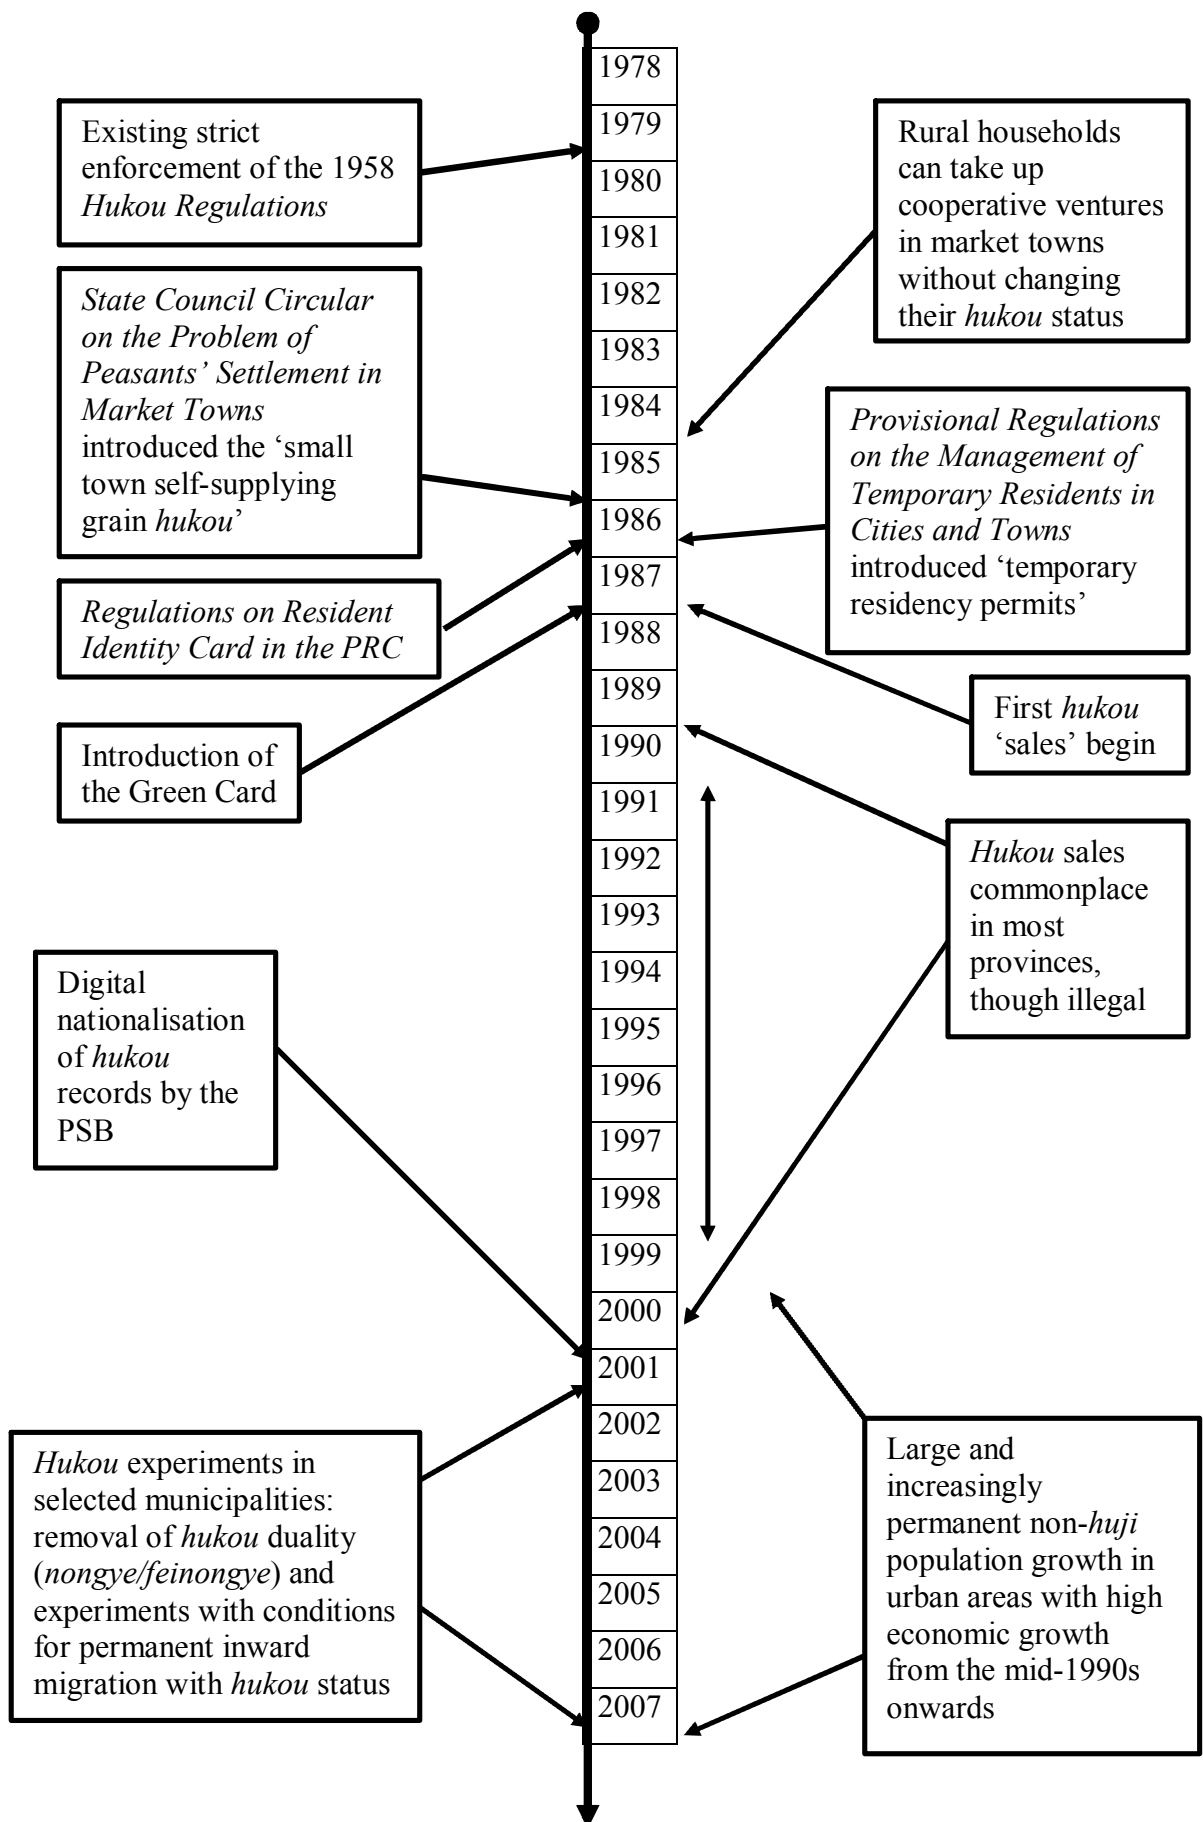 1978
1979
1980
1981
1982
1983
1984
1985
1986
1987
1988
1989
1990
1991
1992
1993
1994
1995
1996
1997
1998
1999
2000
2001
2002
2003
2004
2005
2006
2007
Existing strict
enforcement of the 1958
Hukou Regulations
State Council Circular
on the Problem of
Peasants’ Settlement in
Market Towns
introduced the ‘small
town self-supplying
grain hukou’
Regulations on Resident
Identity Card in the PRC
Introduction of
the Green Card
Digital
nationalisation
of hukou
records by the
PSB
Hukou experiments in
selected municipalities:
removal of hukou duality
(nongye/feinongye) and
experiments with conditions
for permanent inward
migration with hukou status
Rural households
can take up
cooperative ventures
in market towns
without changing
their hukou status
Provisional Regulations
on the Management of
Temporary Residents in
Cities and Towns
introduced ‘temporary
residency permits’
First hukou
‘sales’ begin
Hukou sales
commonplace
in most
provinces,
though illegal
Large and
increasingly
permanent non-huji
population growth in
urban areas with high
economic growth
from the mid-1990s
onwards